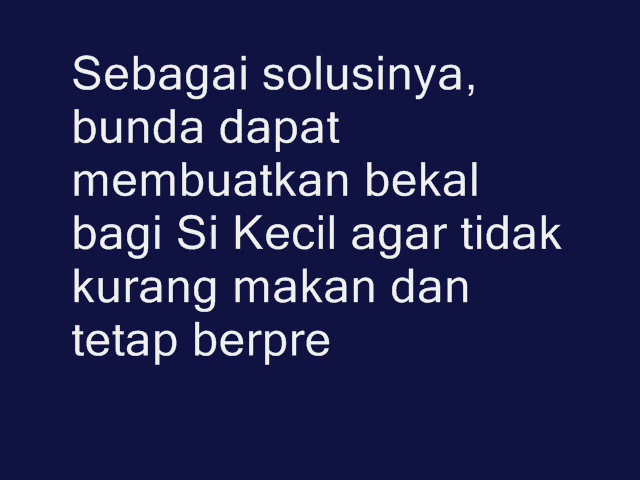 Sebagai solusinya,
bunda dapat
membuatkan bekal
bagi Si Kecil agar tidak
kurang makan dan
tetap berpre